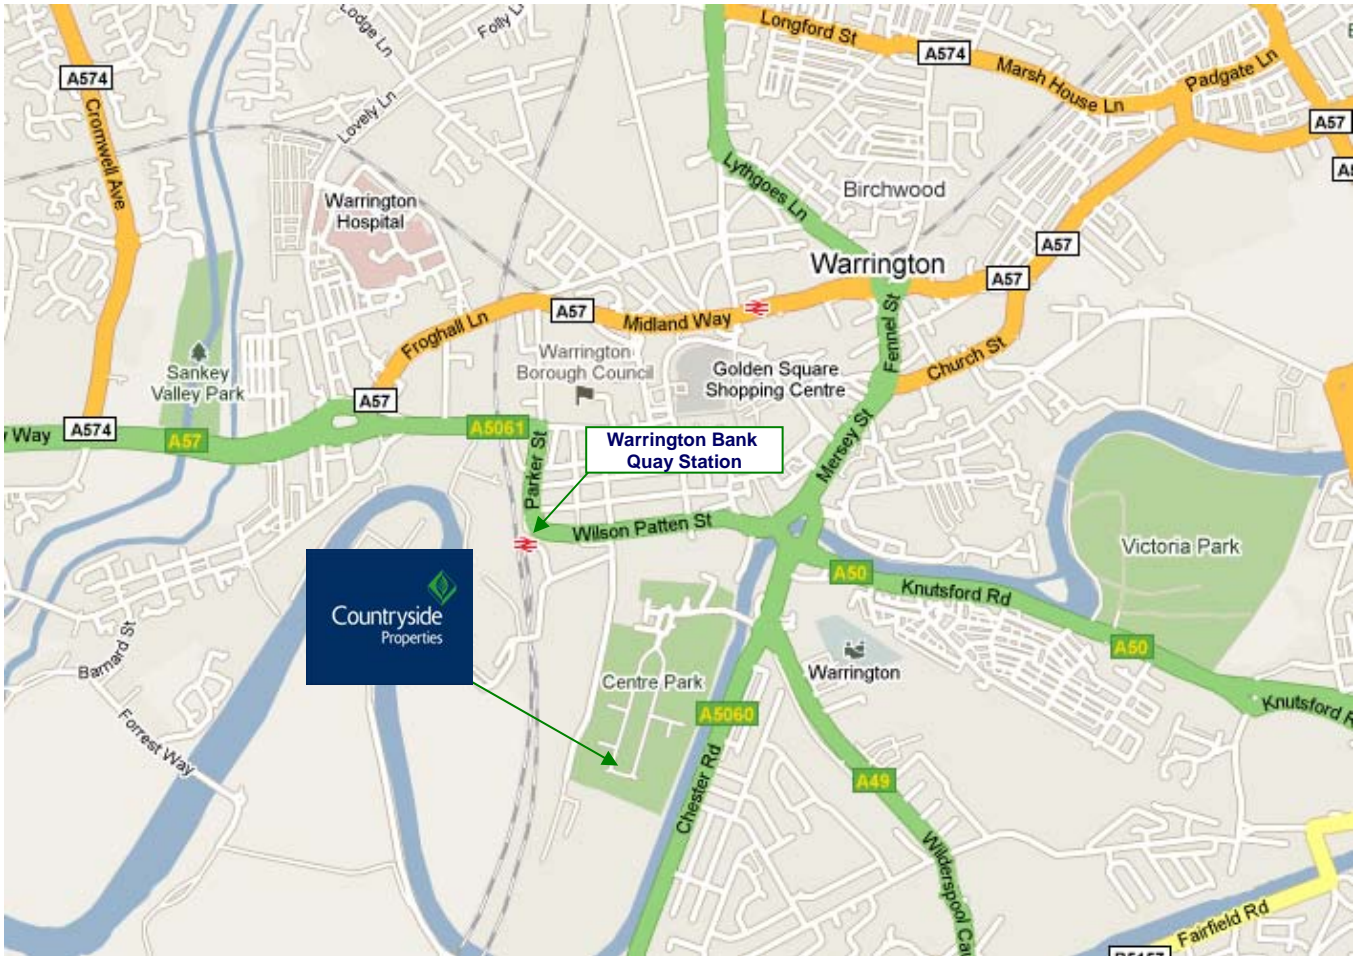 Lodge Ln
Folly Ln
Longford St
A574
Marsh House Ln
Padgate Ln
A574
Cromwell Ave
Lovely Ln
A57
Lythgoes Ln
Birchwood
Warrington
Hospital
A57
Warrington
A57
A57
Froghall Ln
Midland Way
Fennel St
Church St
Warrington
Borough Council
Golden Square
Shopping Centre
Sankey
Valley Park
A57
A574
A57
A5061
Parker St
Warrington Bank
Quay Station
Mersey St
Wilson Patten St
Victoria Park
A50
Knutsford Rd
Countryside
Properties
A50
Barnard St
Centre Park
Warrington
Knutsford
A5060
Forrest Way
Chester Rd
A49
Wilderspool
Fairfield Rd